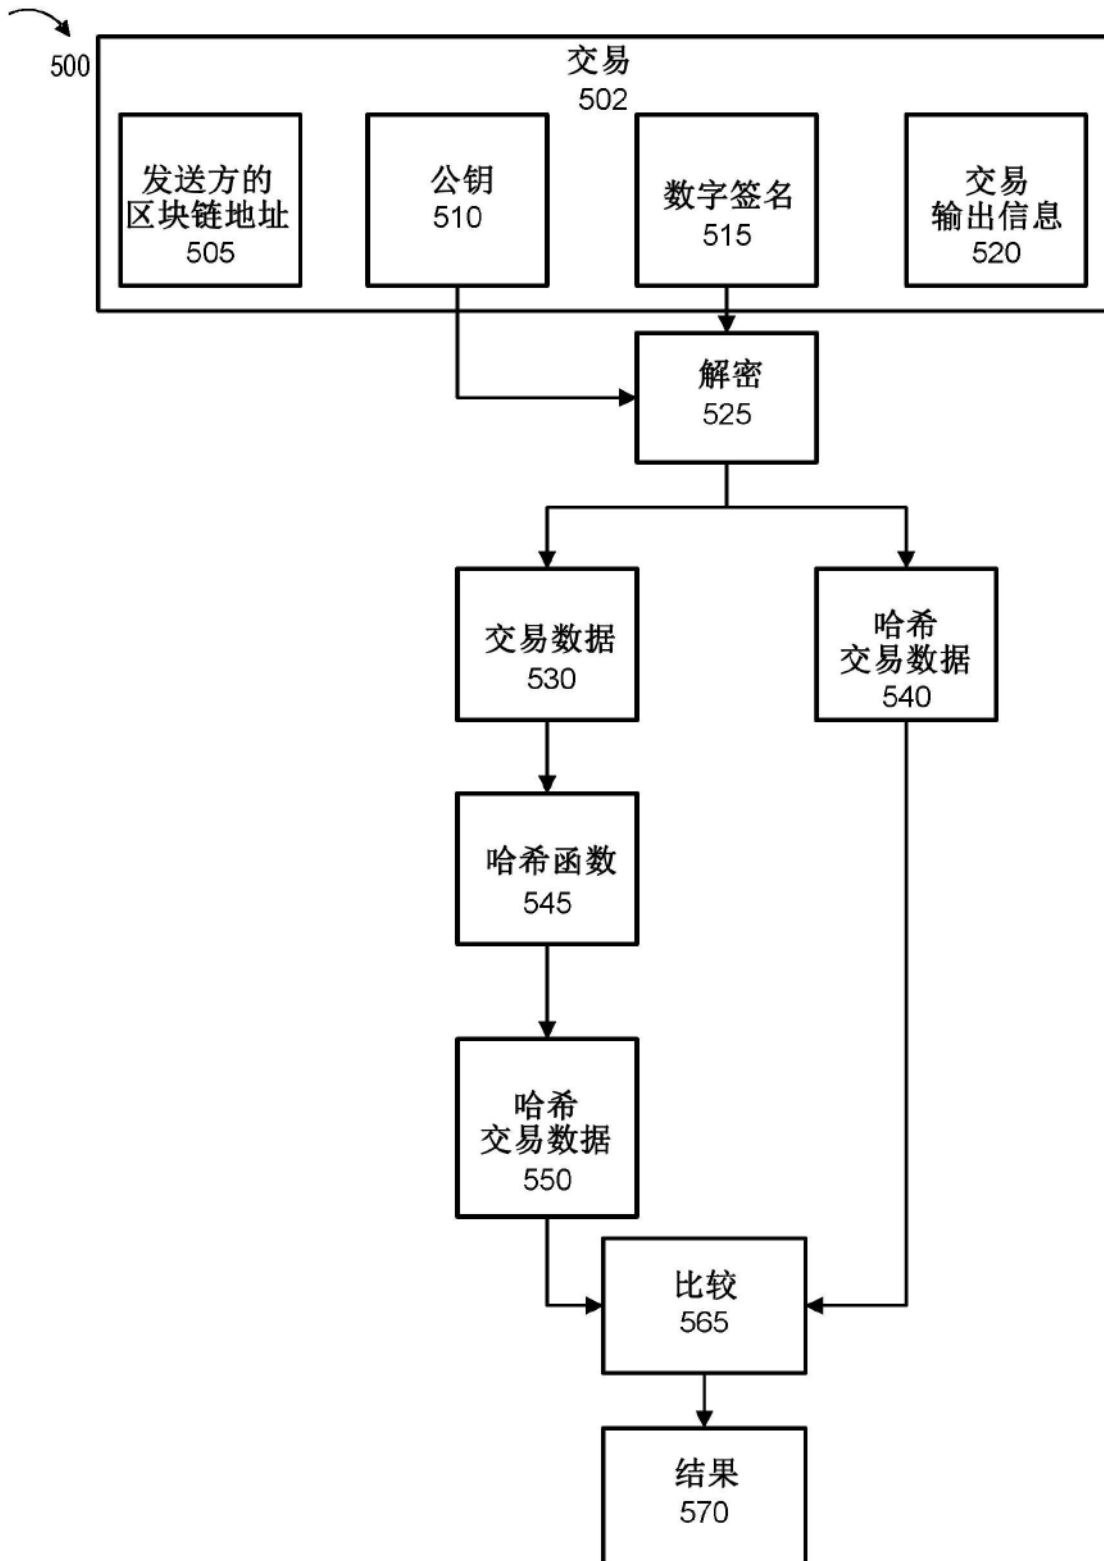 500
交易
502
发送方的
区块链地址
505
公钥
510
数字签名
515
交易
输出信息
520
解密
525
交易数据
530
哈希
交易数据
540
哈希函数
545
哈希
交易数据
550
比较
565
结果
570